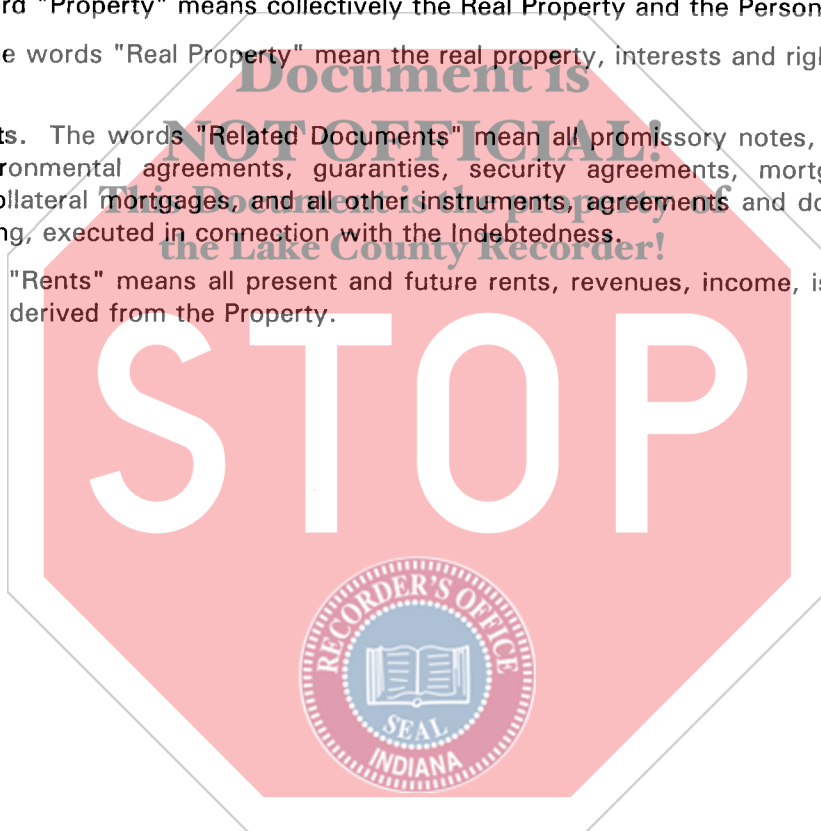 rd "Property" means collectively the Real Property and the Person
e words "Real Property" mean the real property, interests and rig
Document is
ts. The words "Related Documents" mean all promissory notes,
NOT OFFICIAL!
ronmental agreements, guaranties, security agreements, mortg
ollateral mortgages, and all other instruments, agreements and do
This Document is the property of
ng, executed in connection with the Indebtedness.
the Lake County Recorder!
"Rents" means all present and future rents, revenues, income, is
derived from the Property.
STOP
RECORDER'S OFFICE
SEAL
INDIANA